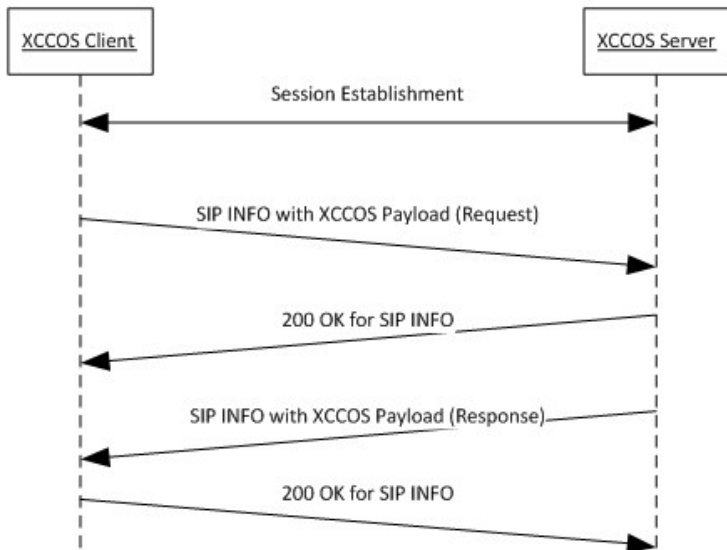 XCCOS Client
XCCOS Server
Session Establishment
SIP INFO with XCCOS Payload (Request)
200 OK for SIP INFO
SIP INFO with XCCOS Payload (Response)
200 OK for SIP INFO